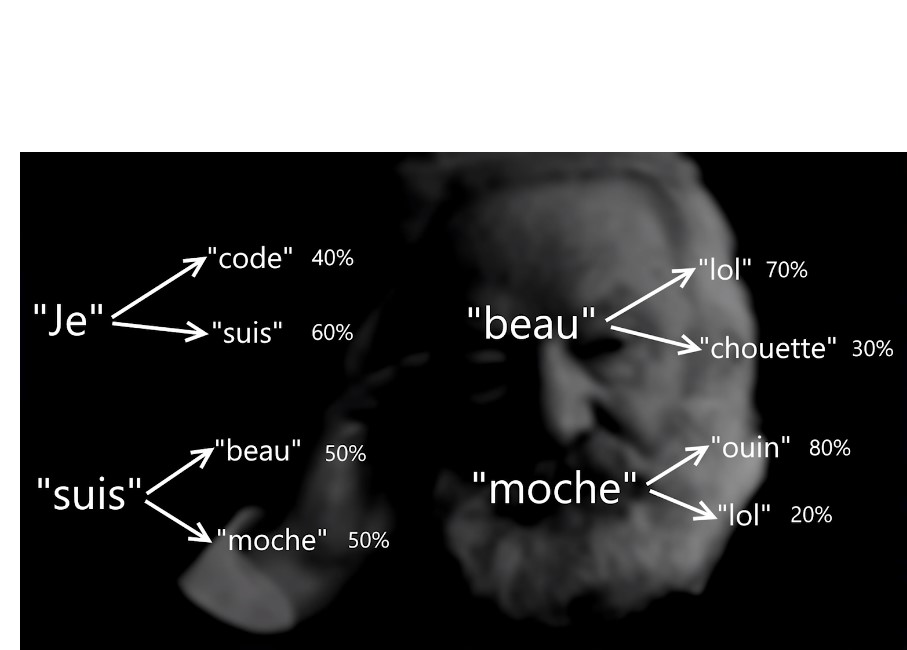 "Je"
"code" 40%
"suis" 60%
"beau"
"lol" 70%
"chouette" 30%
"suis"
"beau" 50%
"moche" 50%
"moche"
"ouin" 80%
"lol" 20%